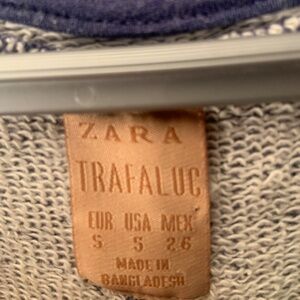 ZARA
TRAFALUC
EUR USA MEX
S S 26
MADE IN
BANGLADESH